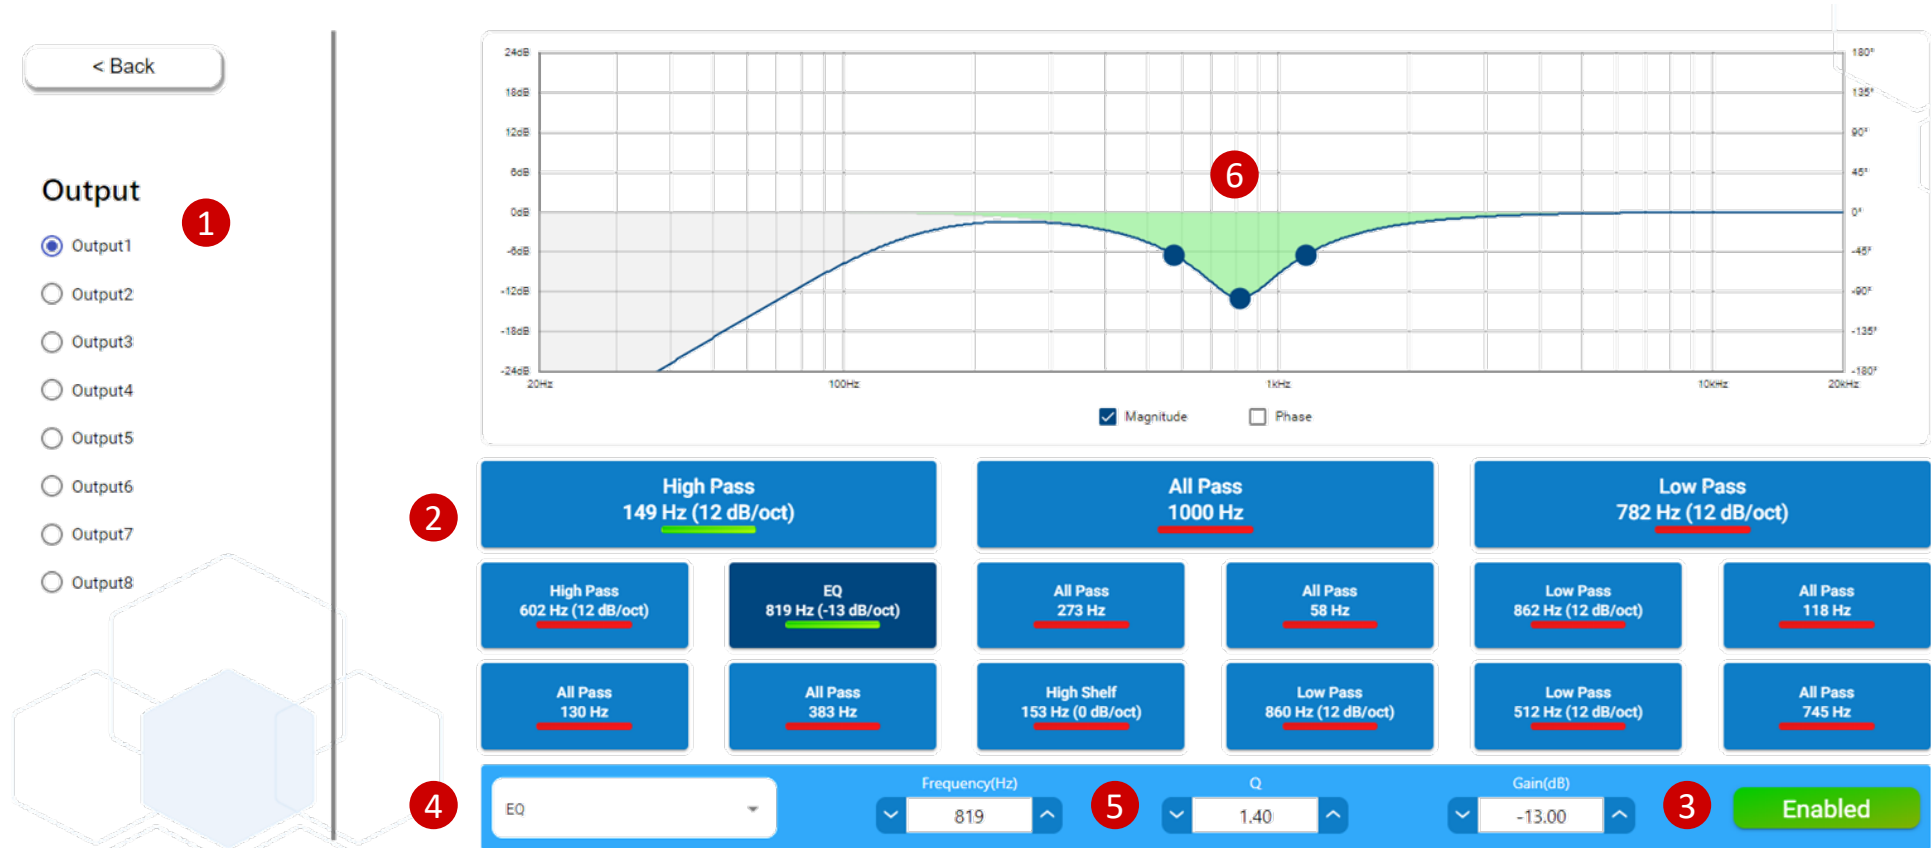 < Back
Output
1
Output1
Output2
Output3
Output4
Output5
Output6
Output7
Output8
24dB
18dB
12dB
6dB
0dB
-6dB
-12dB
-18dB
-24dB
180°
135°
90°
45°
0°
-45°
-90°
-135°
-180°
6
20Hz 100Hz 1kHz 10kHz 20kHz
Magnitude Phase
2
High Pass
149 Hz (12 dB/oct)
All Pass
1000 Hz
Low Pass
782 Hz (12 dB/oct)
High Pass
602 Hz (12 dB/oct)
EQ
819 Hz (-13 dB/oct)
All Pass
273 Hz
All Pass
58 Hz
Low Pass
862 Hz (12 dB/oct)
All Pass
118 Hz
All Pass
130 Hz
All Pass
383 Hz
High Shelf
153 Hz (0 dB/oct)
Low Pass
860 Hz (12 dB/oct)
Low Pass
512 Hz (12 dB/oct)
All Pass
745 Hz
4
EQ
Frequency(Hz)
819
5
Q
1.40
Gain(dB)
-13.00
3
Enabled